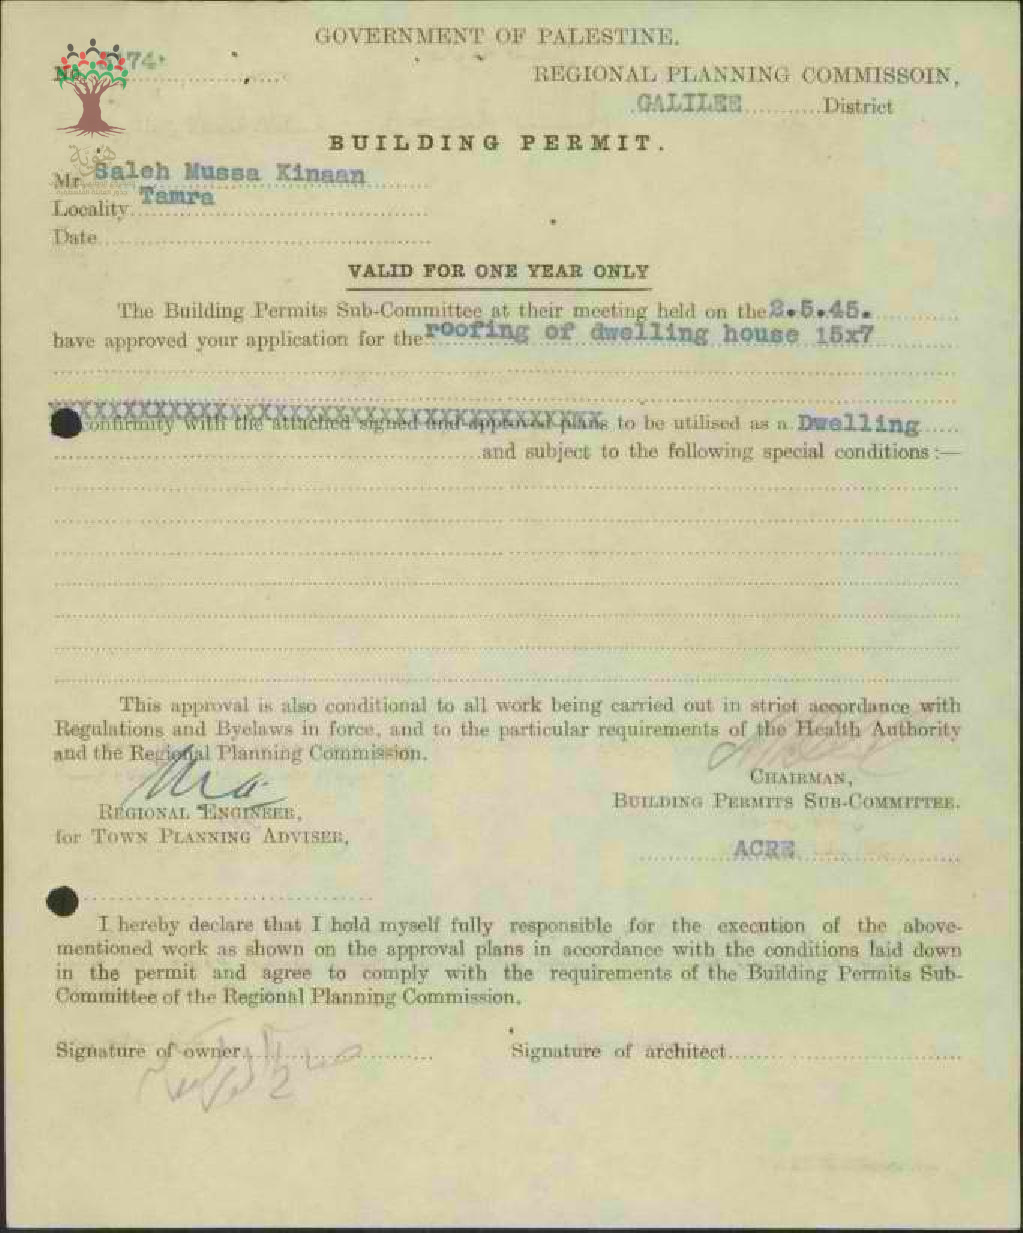 GOVERNMENT OF PALESTINE.
No. 74
REGIONAL PLANNING COMMISSOIN,
GALILEE District
BUILDING PERMIT.
Mr. Saleh Mussa Kinaan
Locality Tamra
Date
VALID FOR ONE YEAR ONLY
The Building Permits Sub-Committee at their meeting held on the 2.5.45.
have approved your application for the roofing of dwelling house 15x7
XXXXXXXXXXXXXXXXXXXXXXXXXXXXXXXXXXXXX
confirmity with the attached signed and approved plans to be utilised as a Dwelling
and subject to the following special conditions :—
This approval is also conditional to all work being carried out in strict accordance with
Regulations and Byelaws in force, and to the particular requirements of the Health Authority
and the Regional Planning Commission.
CHAIRMAN,
BUILDING PERMITS SUB-COMMITTEE.
REGIONAL ENGINEER,
for TOWN PLANNING ADVISER,
ACRE
I hereby declare that I hold myself fully responsible for the execution of the above-
mentioned work as shown on the approval plans in accordance with the conditions laid down
in the permit and agree to comply with the requirements of the Building Permits Sub-
Committee of the Regional Planning Commission.
Signature of owner
Signature of architect